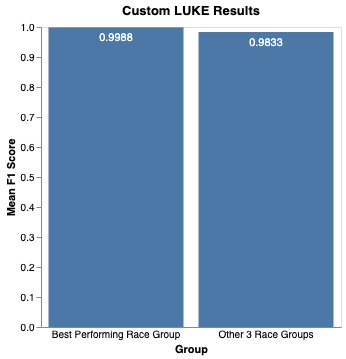 Custom LUKE Results
Mean F1 Score
1.0
0.9
0.8
0.7
0.6
0.5
0.4
0.3
0.2
0.1
0.0
0.9988
0.9833
Best Performing Race Group
Other 3 Race Groups
Group